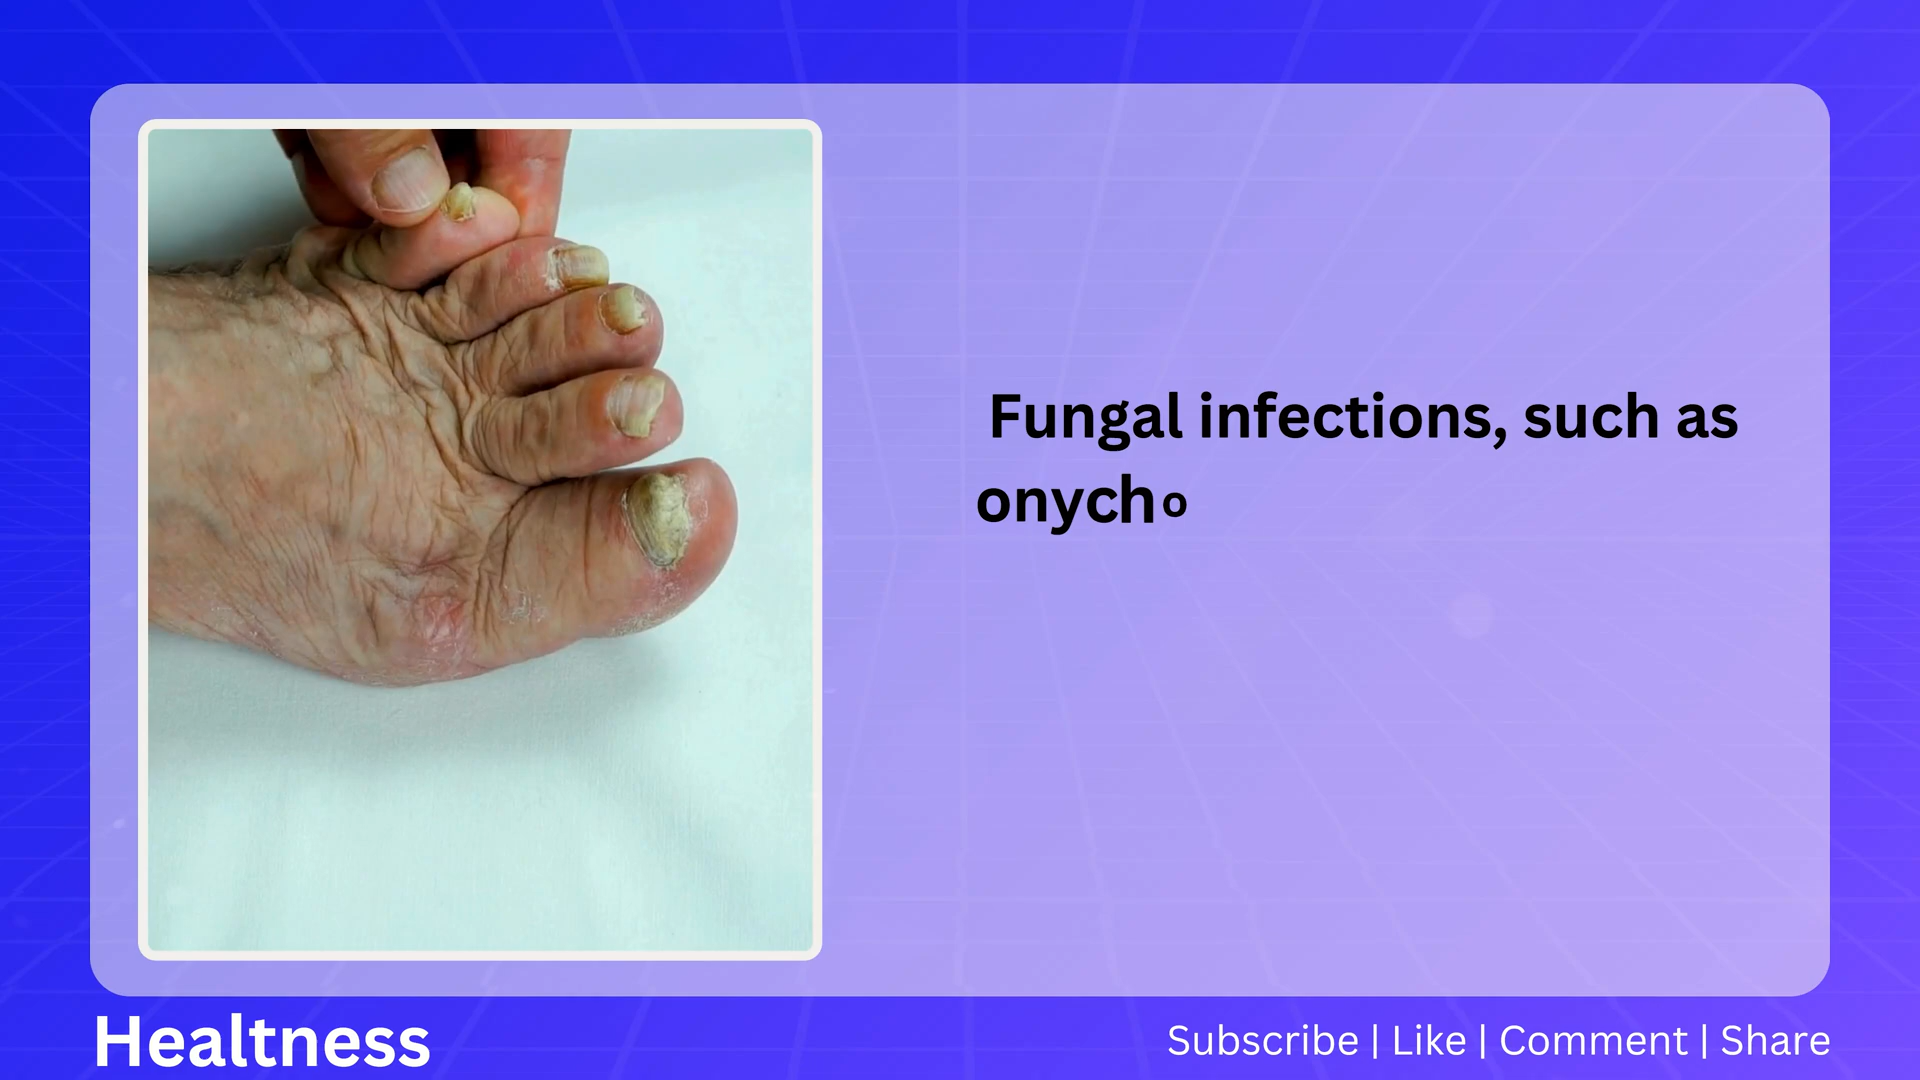 Fungal infections, such as
onycho
Healtness
Subscribe | Like | Comment | Share